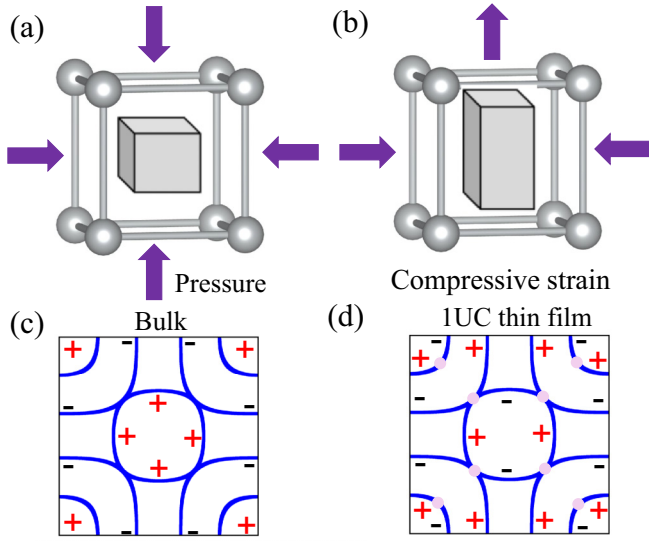 (a)
(b)
Pressure
Compressive strain
(c)
Bulk
(d)
1UC thin film
+ - - +
- -
+
+ +
+
- -
+ - - +
- + + -
+ +
- -
-
+ +
-
- -
+ + + +
- -